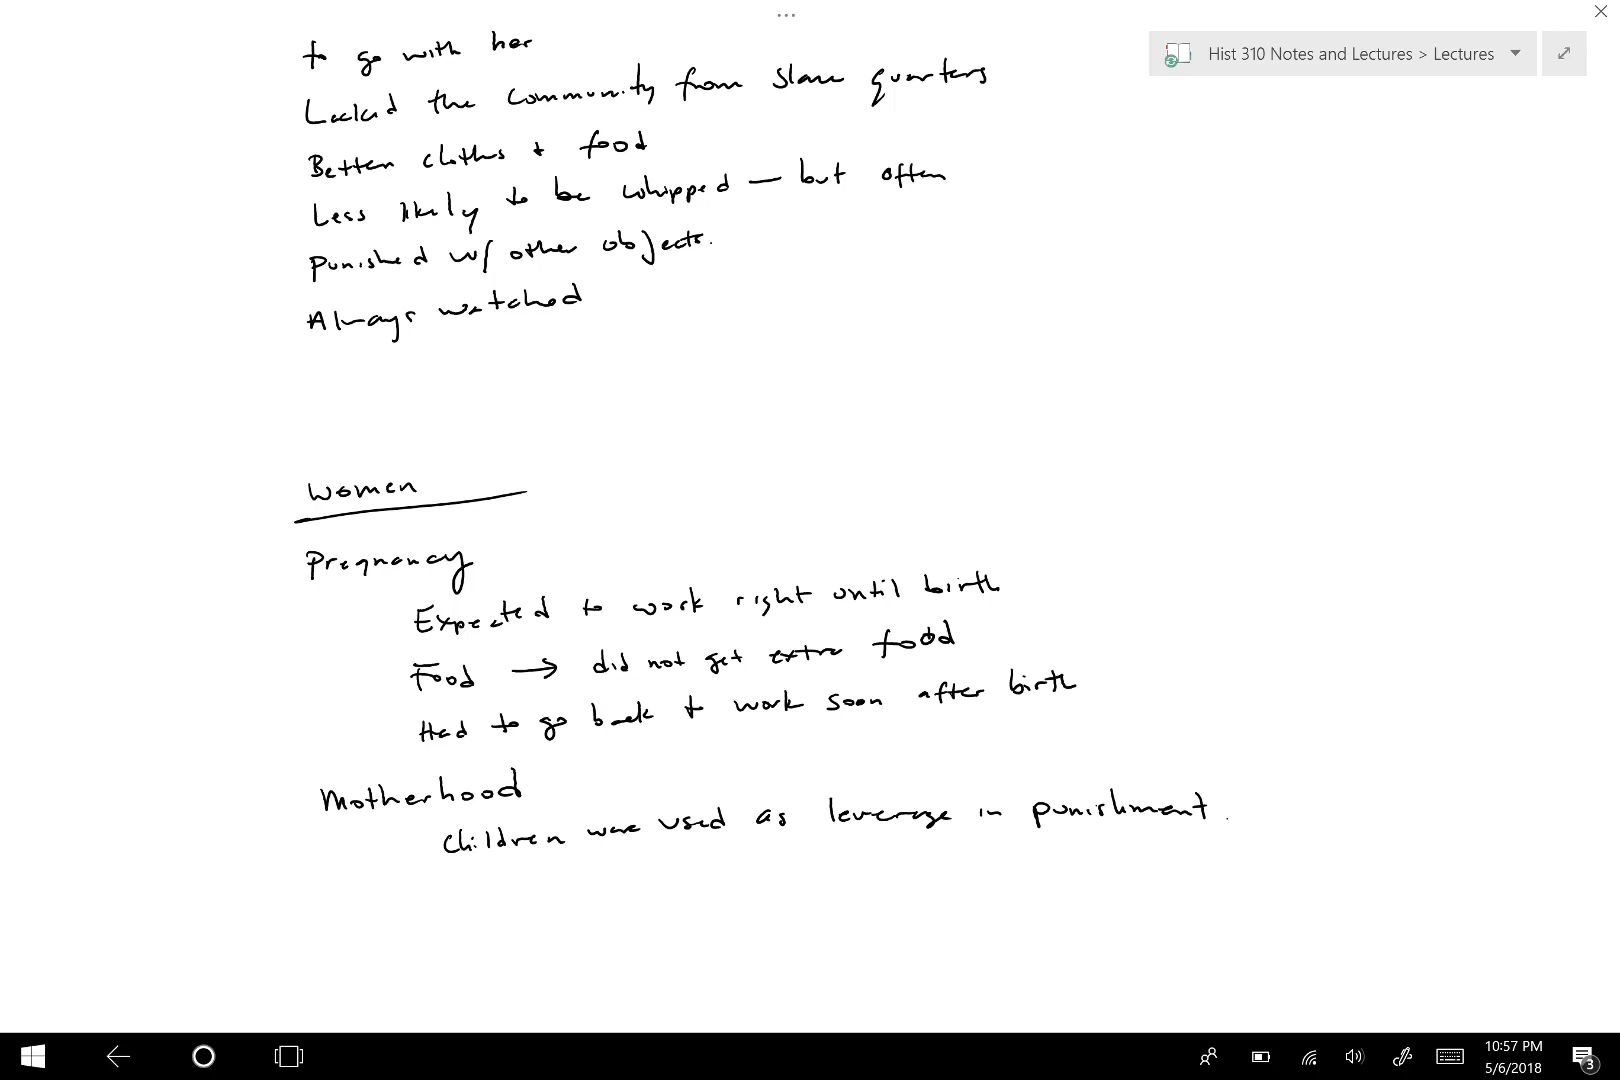 to go with her
Hist 310 Notes and Lectures > Lectures
Lacked the community from slave quarters
Better cloths + food
Less likely to be whipped — but often
punished w/ other objects.
Always watched
Women
Pregnancy
Expected to work right until birth
Food → did not get extra food
Had to go back to work soon after birth
Motherhood
Children were used as leverage in punishment.
10:57 PM
5/6/2018
3